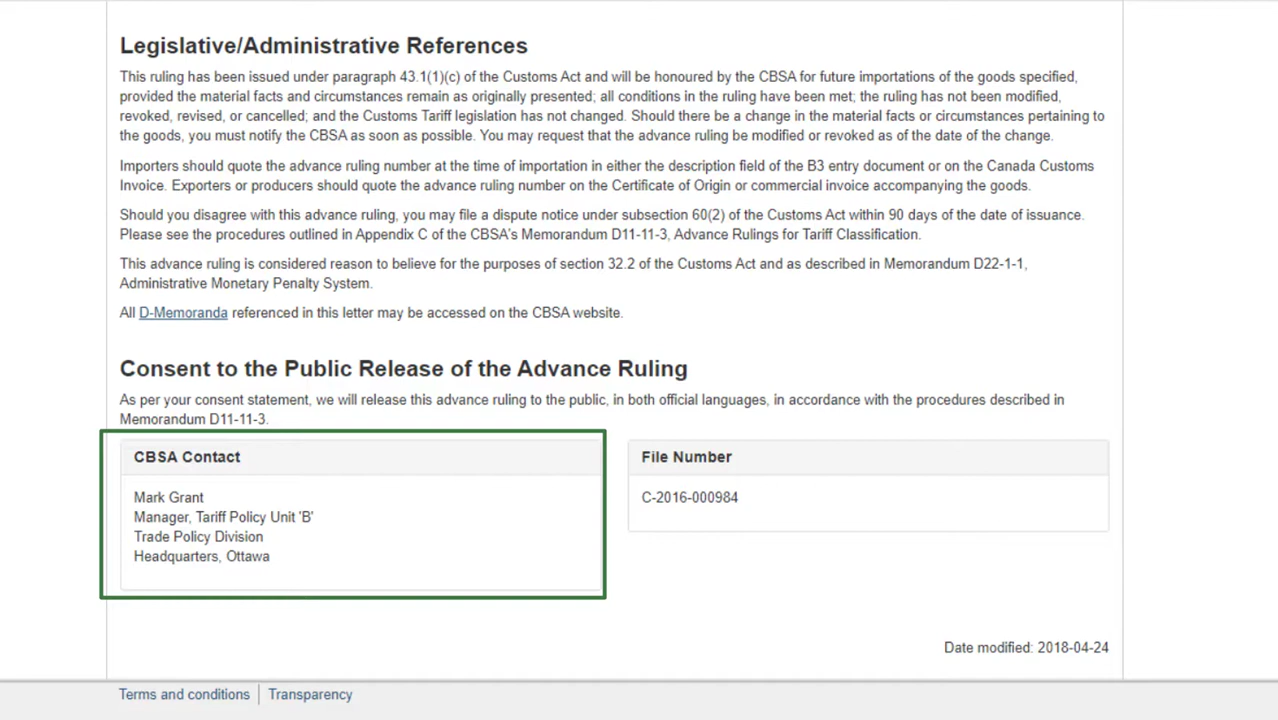 Legislative/Administrative References
This ruling has been issued under paragraph 43.1(1)(c) of the Customs Act and will be honoured by the CBSA for future importations of the goods specified,
provided the material facts and circumstances remain as originally presented; all conditions in the ruling have been met; the ruling has not been modified,
revoked, revised, or cancelled; and the Customs Tariff legislation has not changed. Should there be a change in the material facts or circumstances pertaining to
the goods, you must notify the CBSA as soon as possible. You may request that the advance ruling be modified or revoked as of the date of the change.
Importers should quote the advance ruling number at the time of importation in either the description field of the B3 entry document or on the Canada Customs
Invoice. Exporters or producers should quote the advance ruling number on the Certificate of Origin or commercial invoice accompanying the goods.
Should you disagree with this advance ruling, you may file a dispute notice under subsection 60(2) of the Customs Act within 90 days of the date of issuance.
Please see the procedures outlined in Appendix C of the CBSA's Memorandum D11-11-3, Advance Rulings for Tariff Classification.
This advance ruling is considered reason to believe for the purposes of section 32.2 of the Customs Act and as described in Memorandum D22-1-1,
Administrative Monetary Penalty System.
All D-Memoranda referenced in this letter may be accessed on the CBSA website.
Consent to the Public Release of the Advance Ruling
As per your consent statement, we will release this advance ruling to the public, in both official languages, in accordance with the procedures described in
Memorandum D11-11-3.
CBSA Contact
Mark Grant
Manager, Tariff Policy Unit 'B'
Trade Policy Division
Headquarters, Ottawa
File Number
C-2016-000984
Date modified: 2018-04-24
Terms and conditions
Transparency